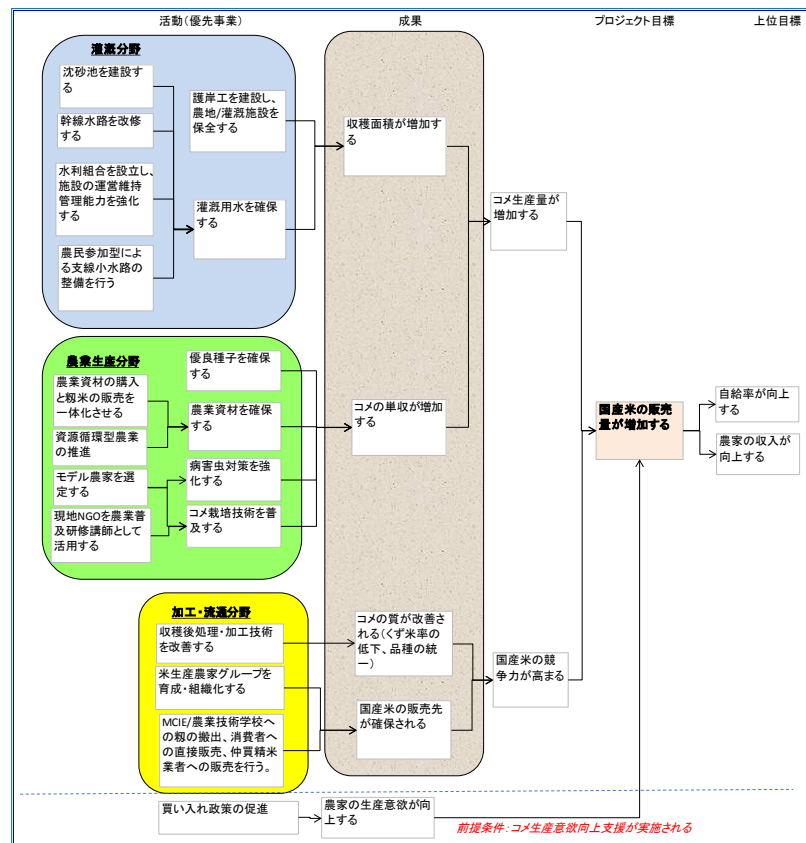 活動(優先事業)
成果
プロジェクト目標
上位目標
灌漑分野
沈砂池を建設す
る
幹線水路を改修
する
水利組合を設立し、
施設の運営維持
管理能力を強化
する
農民参加型によ
る支線小水路の
整備を行う
護岸工を建設し、
農地/灌漑施設を
保全する
灌漑用水を確保
する
収穫面積が増加す
る
コメ生産量が
増加する
農業生産分野
農業資材の購入
と籾米の販売を
一体化させる
資源循環型農業
の推進
モデル農家を選
定する
現地NGOを農業普
及研修講師として
活用する
優良種子を確保
する
農業資材を確保
する
病害虫対策を強
化する
コメ栽培技術を普
及する
コメの単収が増加
する
国産米の販売
量が増加する
自給率が向上
する
農家の収入が
向上する
加工・流通分野
収穫後処理・加工技術
を改善する
米生産農家グループを
育成・組織化する
MCIE/農業技術学校へ
の籾の搬出、消費者へ
の直接販売、仲買精米
業者への販売を行う。
コメの質が改善さ
れる(くず米率の
低下、品種の統
一)
国産米の販売先
が確保される
国産米の競
争力が高まる
買い入れ政策の促進
農家の生産意欲が向
上する
前提条件:コメ生産意欲向上支援が実施される